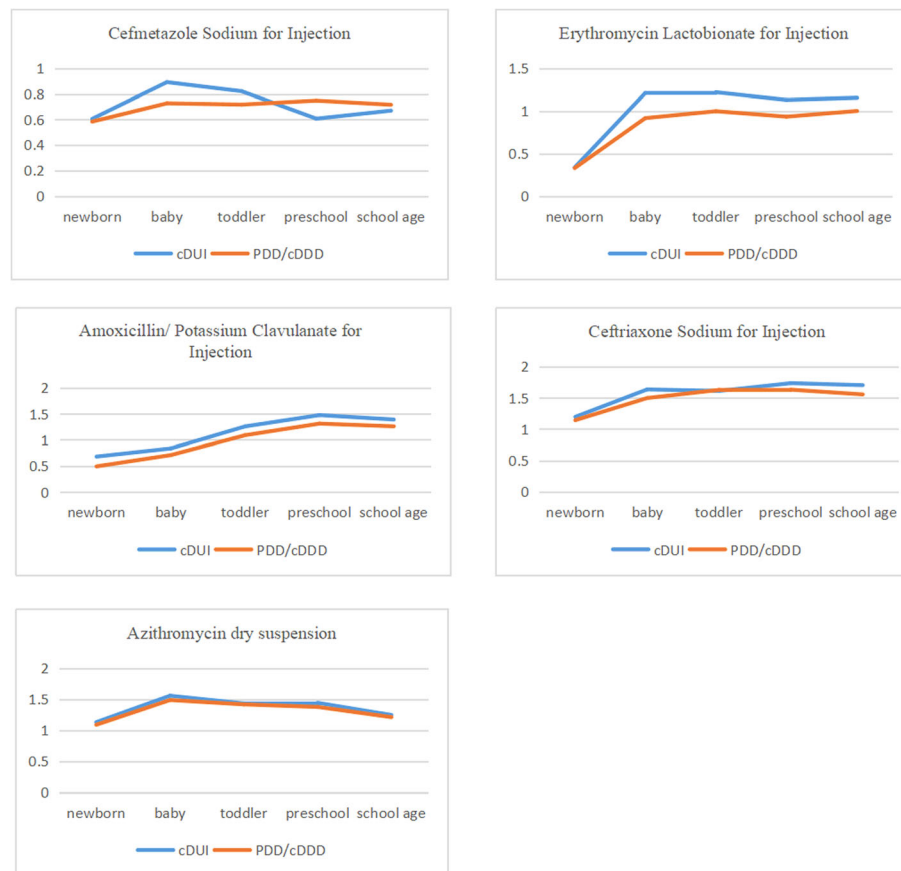 Cefmetazole Sodium for Injection
1
0.8
0.6
0.4
0.2
0
newborn baby toddler preschool school age
cDUI PDD/cDDD
Erythromycin Lactobionate for Injection
1.5
1
0.5
0
newborn baby toddler preschool school age
cDUI PDD/cDDD
Amoxicillin/ Potassium Clavulanate for
Injection
2
1.5
1
0.5
0
newborn baby toddler preschool school age
cDUI PDD/cDDD
Ceftriaxone Sodium for Injection
2
1.5
1
0.5
0
newborn baby toddler preschool school age
cDUI PDD/cDDD
Azithromycin dry suspension
2
1.5
1
0.5
0
newborn baby toddler preschool school age
cDUI PDD/cDDD